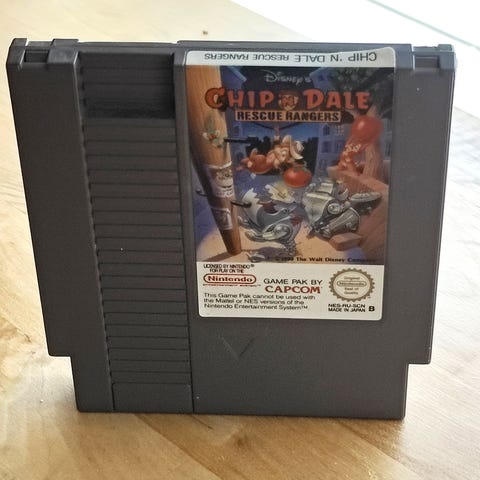 CHIP 'N DALE RESCUE RANGERS
Disney's
CHIP 'N DALE
RESCUE RANGERS
©1990 The Walt Disney Company
LICENSED BY NINTENDO®
FOR PLAY ON THE
Nintendo
ENTERTAINMENT SYSTEM®
GAME PAK BY
CAPCOM
This Game Pak cannot be used with
the Mattel or NES versions of the
Nintendo Entertainment System™.
Original
Nintendo
Seal of
Quality
NES-RU-SCN
MADE IN JAPAN B